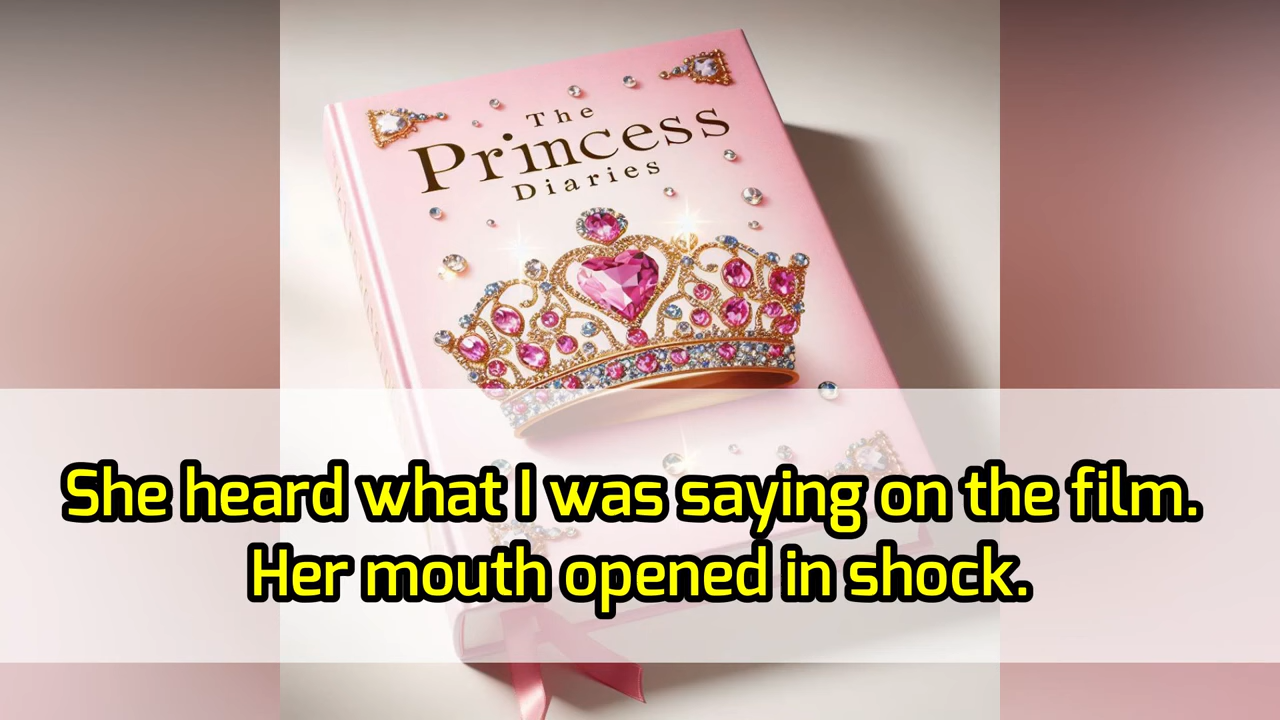 The
Princess
Diaries
She heard what I was saying on the film.
Her mouth opened in shock.